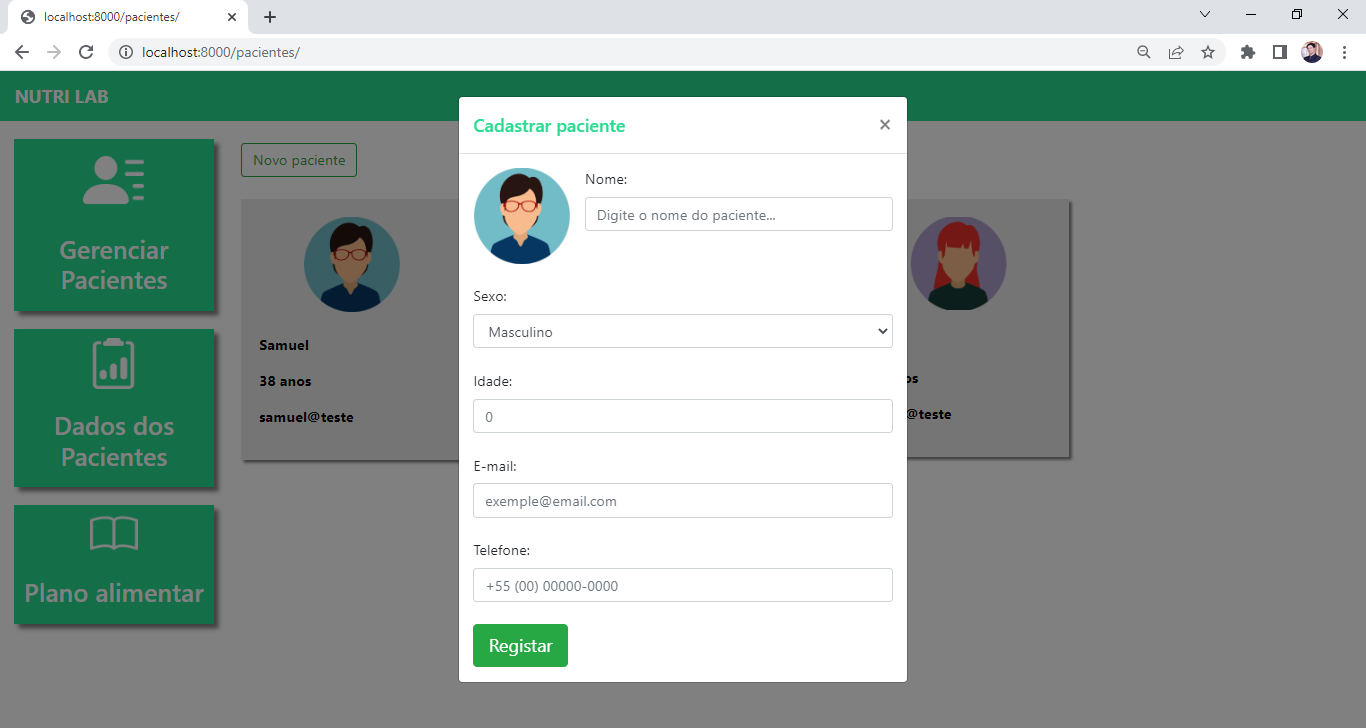 localhost:8000/pacientes/
localhost:8000/pacientes/
NUTRI LAB
Gerenciar
Pacientes
Dados dos
Pacientes
Plano alimentar
Novo paciente
Samuel
38 anos
samuel@teste
os
@teste
Cadastrar paciente
Nome:
Digite o nome do paciente...
Sexo:
Masculino
Idade:
0
E-mail:
exemple@email.com
Telefone:
+55 (00) 00000-0000
Registar